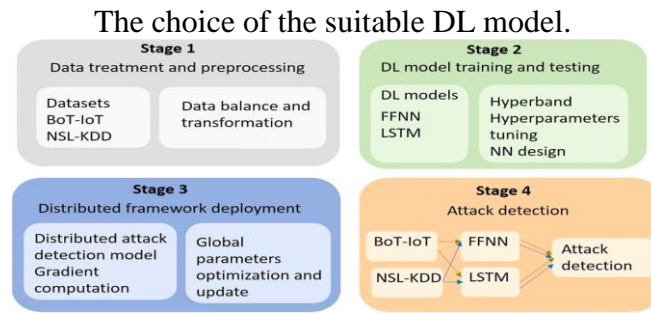 The choice of the suitable DL model.
Stage 1
Data treatment and preprocessing
Datasets
BoT-IoT
NSL-KDD
Data balance and
transformation
Stage 2
DL model training and testing
DL models
FFNN
LSTM
Hyperband
Hyperparameters
tuning
NN design
Stage 3
Distributed framework deployment
Distributed attack
detection model
Gradient
computation
Global
parameters
optimization and
update
Stage 4
Attack detection
BoT-IoT
NSL-KDD
FFNN
LSTM
Attack
detection